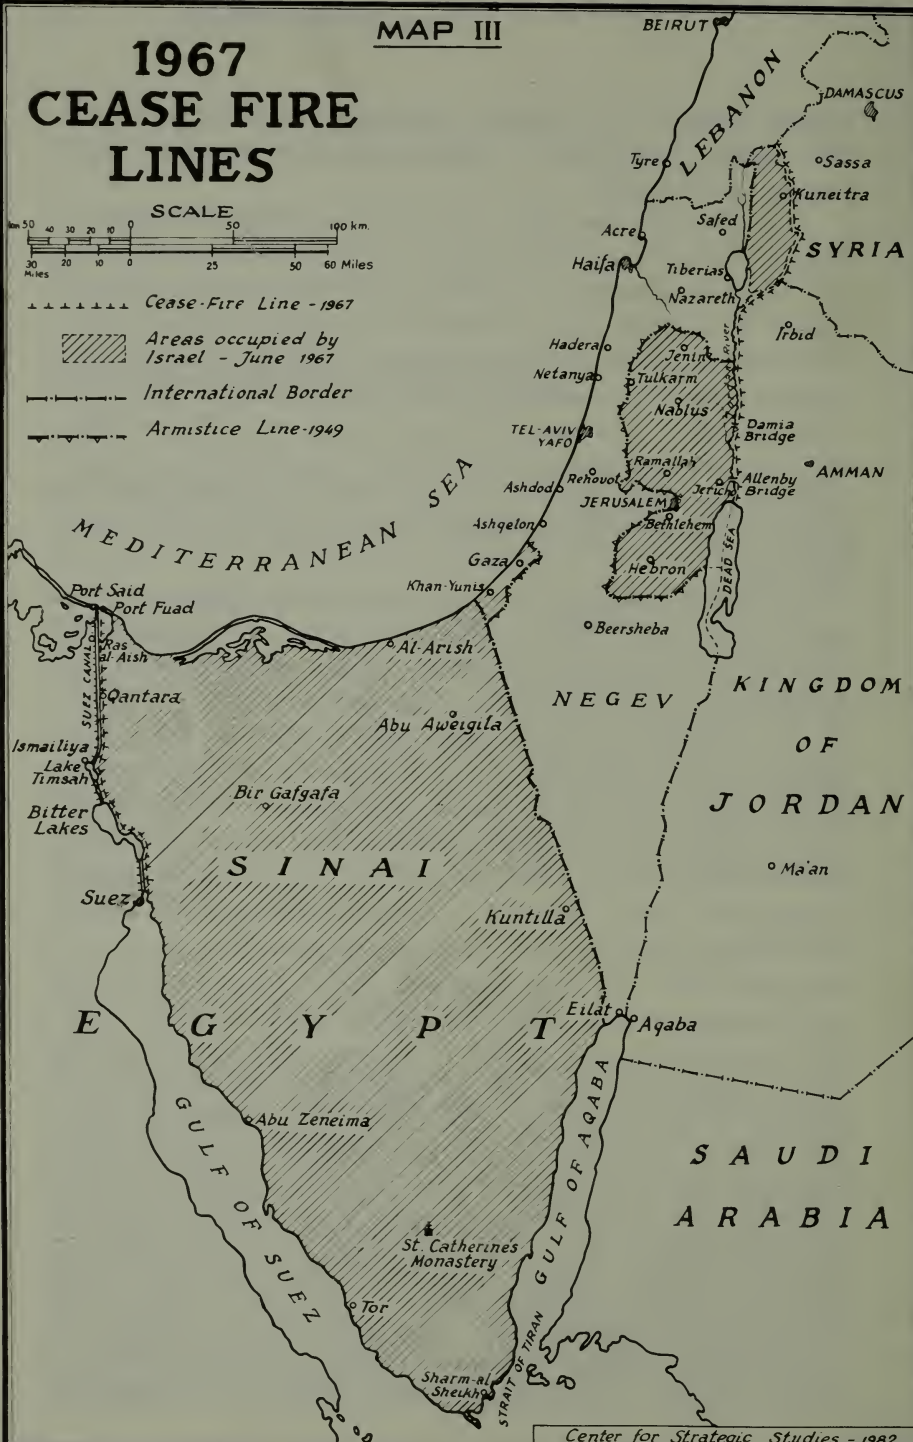 MAP III
1967
CEASE FIRE
LINES
SCALE
km 50 40 30 20 10 0 50 100 km.
30 20 10 0 25 50 60 Miles
Miles
Cease-Fire Line - 1967
Areas occupied by
Israel - June 1967
International Border
Armistice Line-1949
BEIRUT
LEBANON
DAMASCUS
Tyre
Sassa
Kuneitra
Safed
Acre
SYRIA
Haifa
Tiberias
Nazareth
Irbid
River
Hadera
Jenin
Netanya
Tulkarm
Nablus
TEL-AVIV
YAFO
Damia
Bridge
Ramallah
AMMAN
Rehovot
Jericho
Allenby
Bridge
Ashdod
JERUSALEM
Bethlehem
Ashqelon
MEDITERRANEAN SEA
Gaza
Hebron
DEAD SEA
Khan-Yunis
Port Said
Port Fuad
Beersheba
Ras
al-Aish
Al-Arish
SUEZ CANAL
Qantara
NEGEV
KINGDOM
OF
JORDAN
Abu Aweigila
Ismailiya
Lake
Timsah
Bir Gafgafa
Bitter
Lakes
SINAI
Ma'an
Suez
Kuntilla
EGYPT
Eilat
Aqaba
GULF OF SUEZ
Abu Zeneima
GULF OF AQABA
SAUDI
ARABIA
St. Catherine's
Monastery
Tor
STRAIT OF TIRAN
Sharm-al
Sheikh
Center for Strategic Studies - 1982